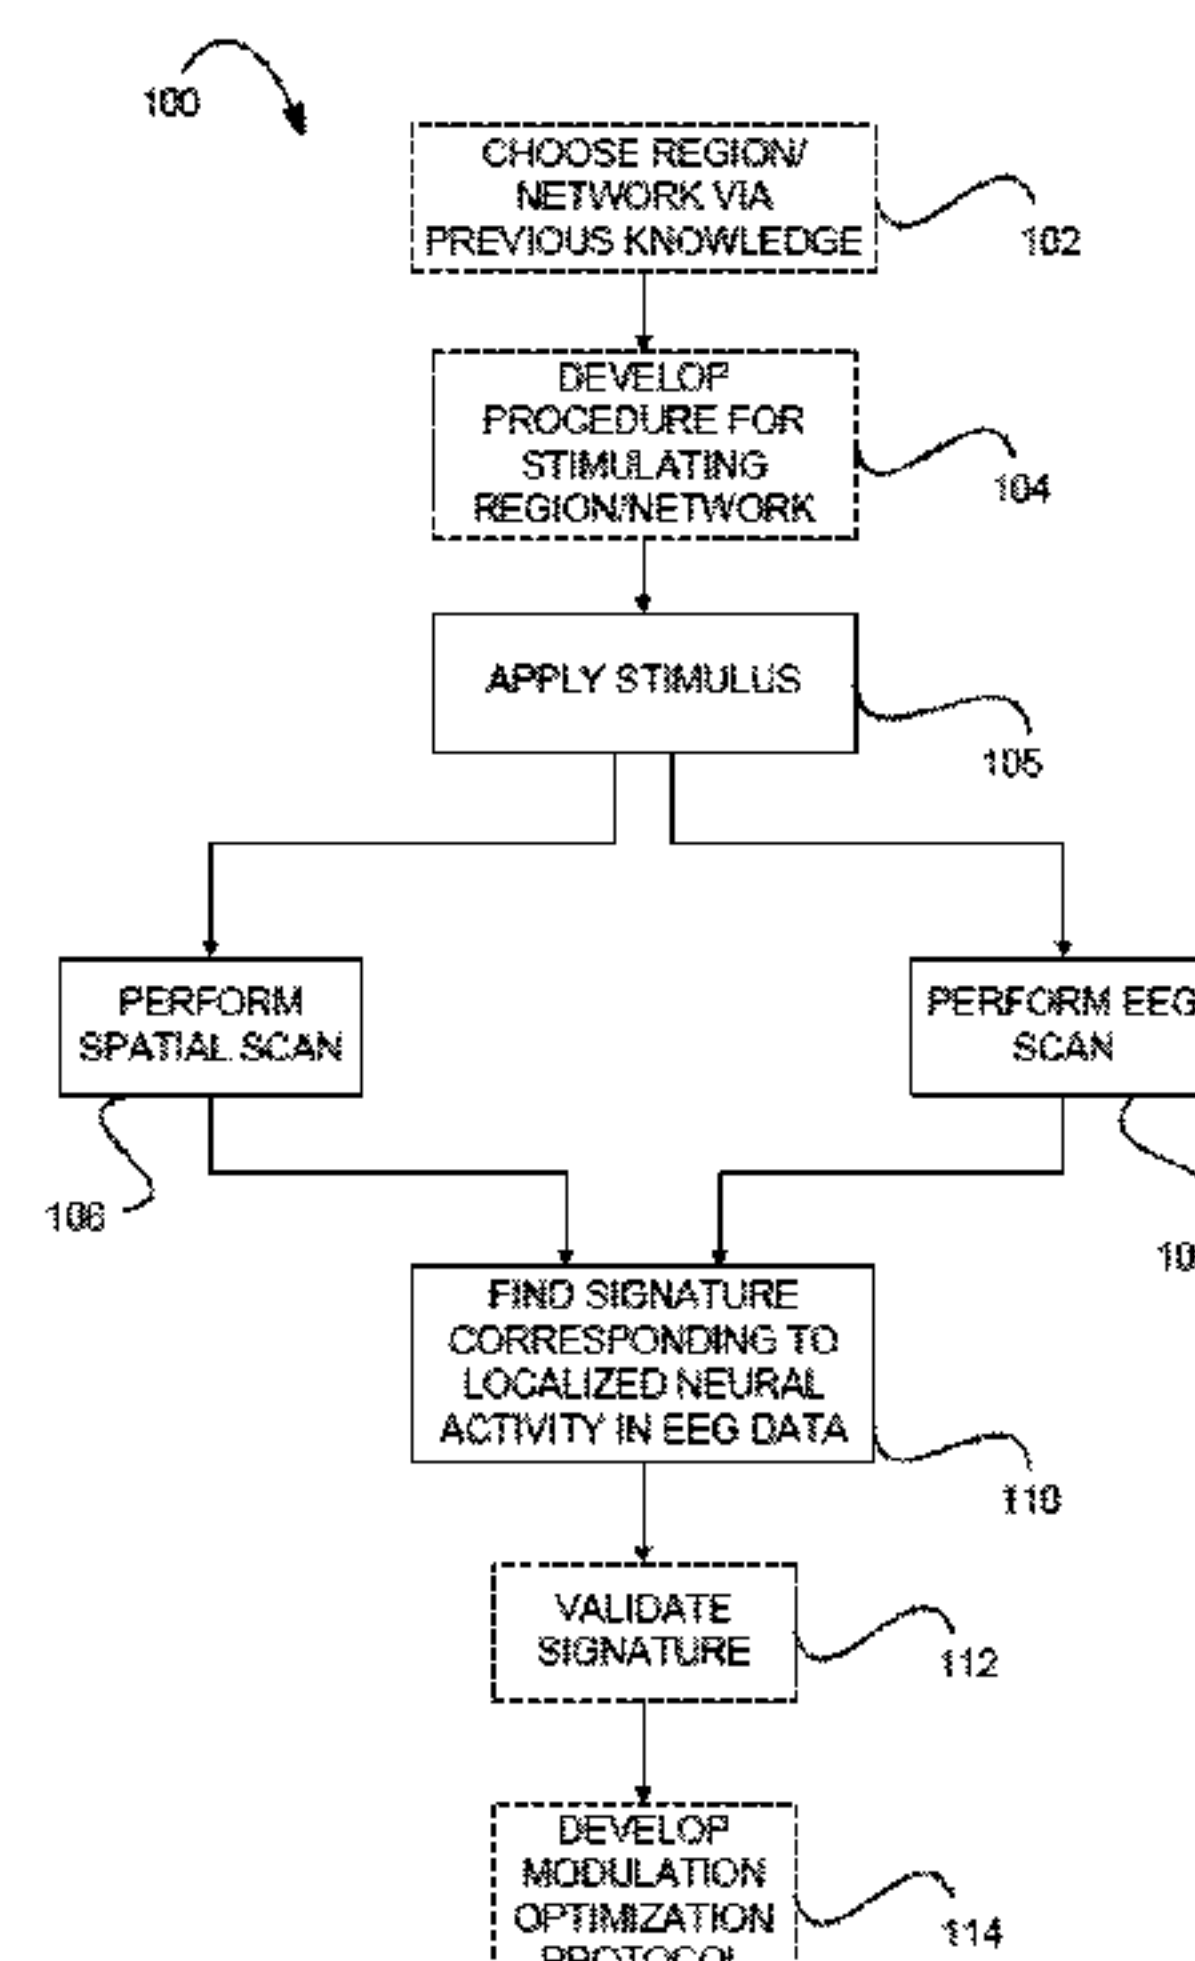 100
CHOOSE REGION/
NETWORK VIA
PREVIOUS KNOWLEDGE
102
DEVELOP
PROCEDURE FOR
STIMULATING
REGION/NETWORK
104
APPLY STIMULUS
105
PERFORM
SPATIAL SCAN
PERFORM EEG
SCAN
106
10
FIND SIGNATURE
CORRESPONDING TO
LOCALIZED NEURAL
ACTIVITY IN EEG DATA
110
VALIDATE
SIGNATURE
112
DEVELOP
MODULATION
OPTIMIZATION
PROTOCOL
114